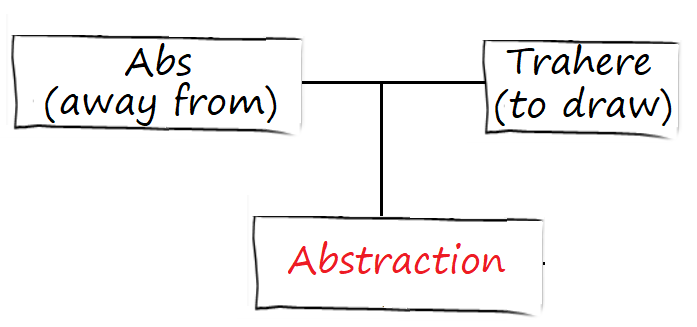 Abs
(away from)
Trahere
(to draw)
Abstraction